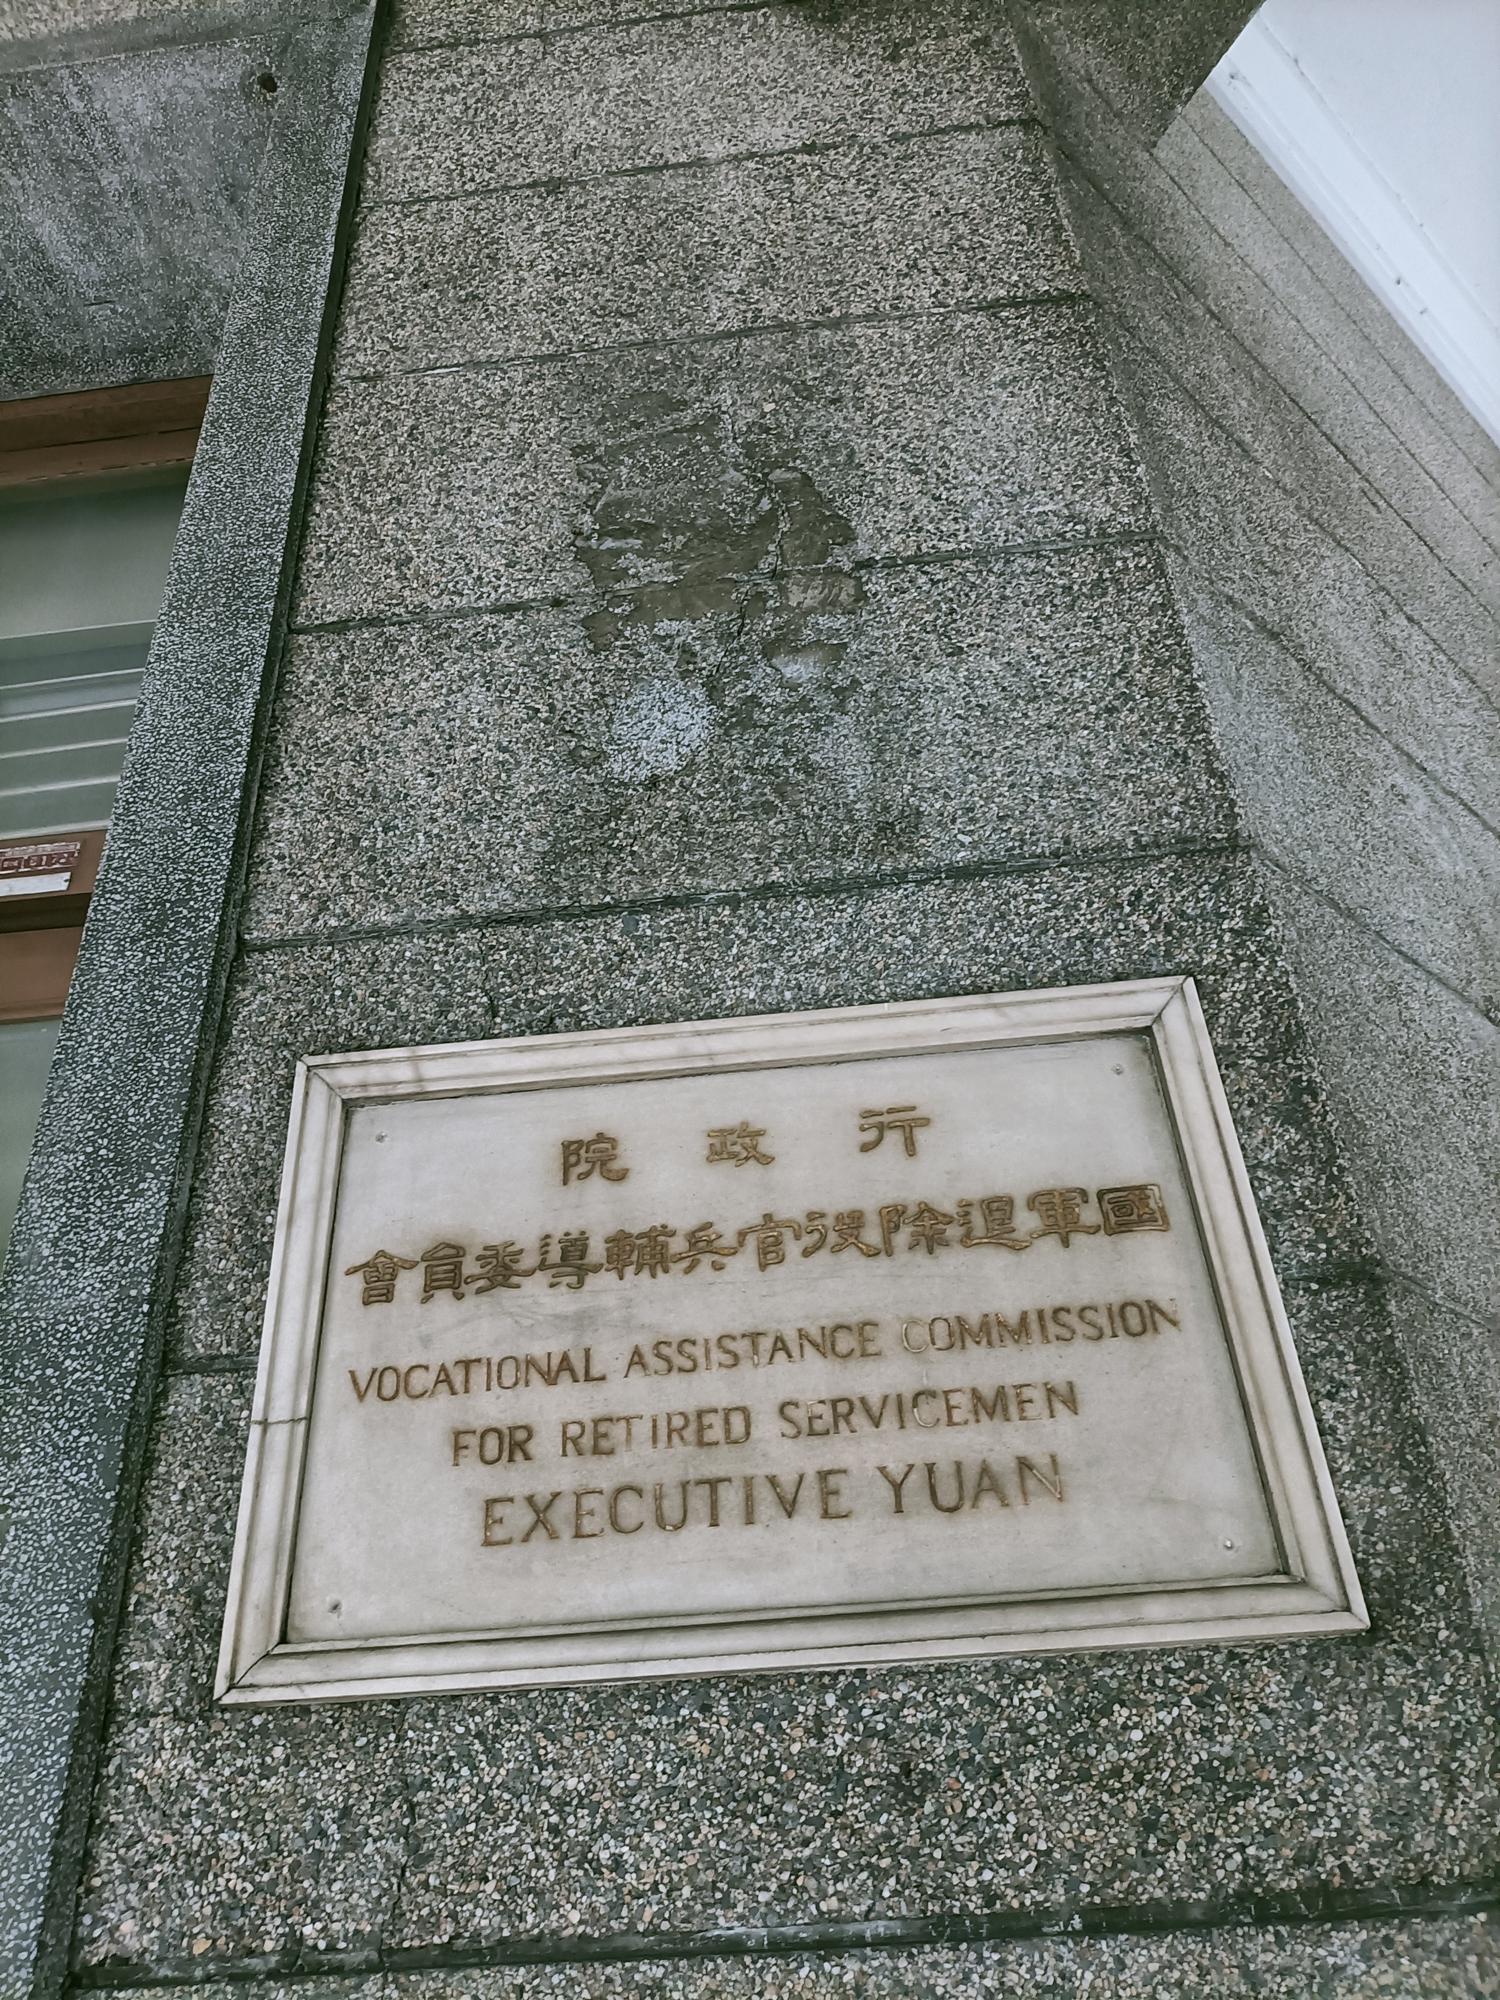 行政院
國軍退除役官兵輔導委員會
VOCATIONAL ASSISTANCE COMMISSION
FOR RETIRED SERVICEMEN
EXECUTIVE YUAN